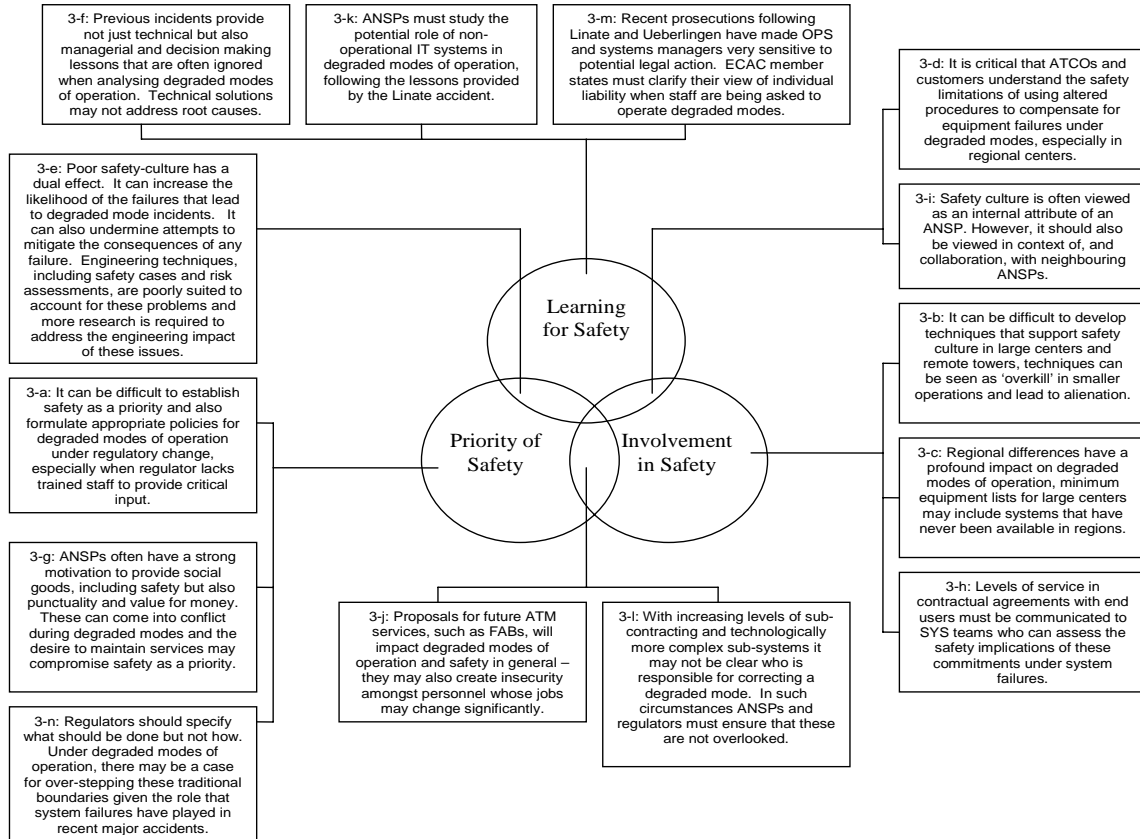 3-f: Previous incidents provide
not just technical but also
managerial and decision making
lessons that are often ignored
when analysing degraded modes
of operation. Technical solutions
may not address root causes.
3-k: ANSPs must study the
potential role of non-
operational IT systems in
degraded modes of operation,
following the lessons provided
by the Linate accident.
3-m: Recent prosecutions following
Linate and Ueberlingen have made OPS
and systems managers very sensitive to
potential legal action. ECAC member
states must clarify their view of individual
liability when staff are being asked to
operate degraded modes.
3-d: It is critical that ATCOs and
customers understand the safety
limitations of using altered
procedures to compensate for
equipment failures under
degraded modes, especially in
regional centers.
3-e: Poor safety-culture has a
dual effect. It can increase the
likelihood of the failures that lead
to degraded mode incidents. It
can also undermine attempts to
mitigate the consequences of any
failure. Engineering techniques,
including safety cases and risk
assessments, are poorly suited to
account for these problems and
more research is required to
address the engineering impact
of these issues.
3-i: Safety culture is often viewed
as an internal attribute of an
ANSP. However, it should also
be viewed in context of, and
collaboration, with neighbouring
ANSPs.
Learning
for Safety
3-b: It can be difficult to develop
techniques that support safety
culture in large centers and
remote towers, techniques can
be seen as ‘overkill’ in smaller
operations and lead to alienation.
3-a: It can be difficult to establish
safety as a priority and also
formulate appropriate policies for
degraded modes of operation
under regulatory change,
especially when regulator lacks
trained staff to provide critical
input.
Priority of
Safety
Involvement
in Safety
3-c: Regional differences have a
profound impact on degraded
modes of operation, minimum
equipment lists for large centers
may include systems that have
never been available in regions.
3-g: ANSPs often have a strong
motivation to provide social
goods, including safety but also
punctuality and value for money.
These can come into conflict
during degraded modes and the
desire to maintain services may
compromise safety as a priority.
3-j: Proposals for future ATM
services, such as FABs, will
impact degraded modes of
operation and safety in general –
they may also create insecurity
amongst personnel whose jobs
may change significantly.
3-l: With increasing levels of sub-
contracting and technologically
more complex sub-systems it
may not be clear who is
responsible for correcting a
degraded mode. In such
circumstances ANSPs and
regulators must ensure that these
are not overlooked.
3-h: Levels of service in
contractual agreements with end
users must be communicated to
SYS teams who can assess the
safety implications of these
commitments under system
failures.
3-n: Regulators should specify
what should be done but not how.
Under degraded modes of
operation, there may be a case
for over-stepping these traditional
boundaries given the role that
system failures have played in
recent major accidents.